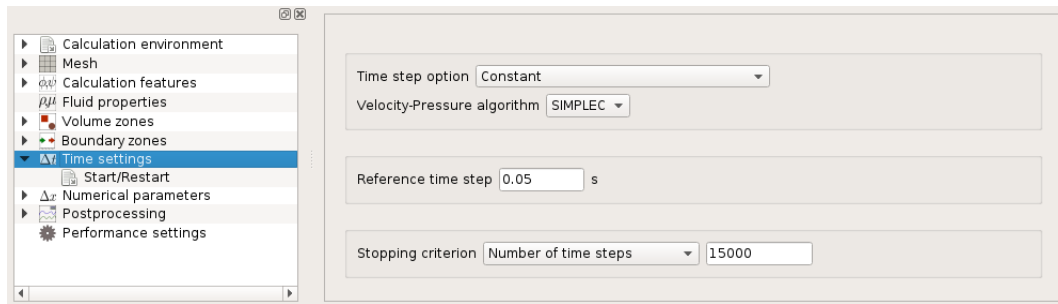 Calculation environment
Mesh
Calculation features
Fluid properties
Volume zones
Boundary zones
Δt Time settings
Start/Restart
Δx Numerical parameters
Postprocessing
Performance settings
Time step option Constant
Velocity-Pressure algorithm SIMPLEC
Reference time step 0.05 s
Stopping criterion Number of time steps 15000